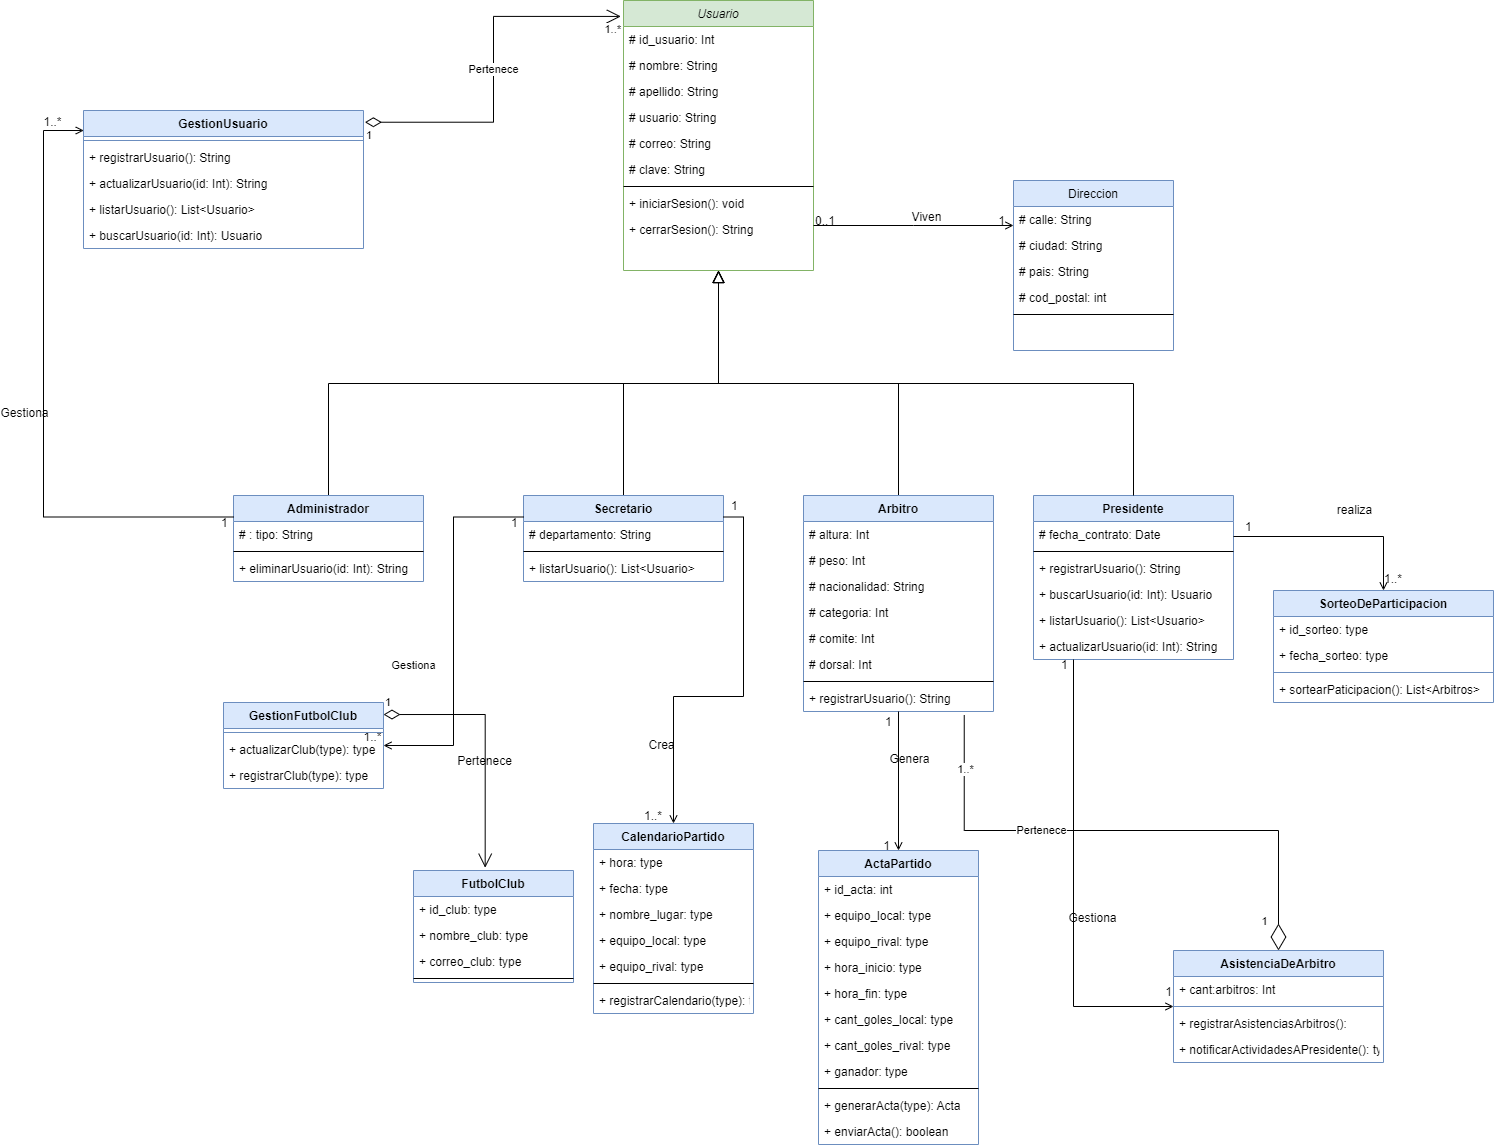 Usuario
# id_usuario: Int
# nombre: String
# apellido: String
# usuario: String
# correo: String
# clave: String
+ iniciarSesion(): void
+ cerrarSesion(): String
1..*
Pertenece
1
1..*
GestionUsuario
+ registrarUsuario(): String
+ actualizarUsuario(id: Int): String
+ listarUsuario(): List<Usuario>
+ buscarUsuario(id: Int): Usuario
0..1
Viven
1
Direccion
# calle: String
# ciudad: String
# pais: String
# cod_postal: int
Gestiona
1
Administrador
# : tipo: String
+ eliminarUsuario(id: Int): String
1
Secretario
# departamento: String
+ listarUsuario(): List<Usuario>
1
Arbitro
# altura: Int
# peso: Int
# nacionalidad: String
# categoria: Int
# comite: Int
# dorsal: Int
+ registrarUsuario(): String
Presidente
# fecha_contrato: Date
+ registrarUsuario(): String
+ buscarUsuario(id: Int): Usuario
+ listarUsuario(): List<Usuario>
+ actualizarUsuario(id: Int): String
1
realiza
1..*
SorteoDeParticipacion
+ id_sorteo: type
+ fecha_sorteo: type
+ sortearPaticipacion(): List<Arbitros>
Gestiona
1
GestionFutbolClub
1..*
+ actualizarClub(type): type
+ registrarClub(type): type
Pertenece
FutbolClub
+ id_club: type
+ nombre_club: type
+ correo_club: type
Crea
1..*
CalendarioPartido
+ hora: type
+ fecha: type
+ nombre_lugar: type
+ equipo_local: type
+ equipo_rival: type
+ registrarCalendario(type):
1
Genera
1
ActaPartido
+ id_acta: int
+ equipo_local: type
+ equipo_rival: type
+ hora_inicio: type
+ hora_fin: type
+ cant_goles_local: type
+ cant_goles_rival: type
+ ganador: type
+ generarActa(type): Acta
+ enviarActa(): boolean
1..*
Pertenece
1
1
Gestiona
1
AsistenciaDeArbitro
+ cant:arbitros: Int
+ registrarAsistenciasArbitros():
+ notificarActividadesAPresidente(): ty